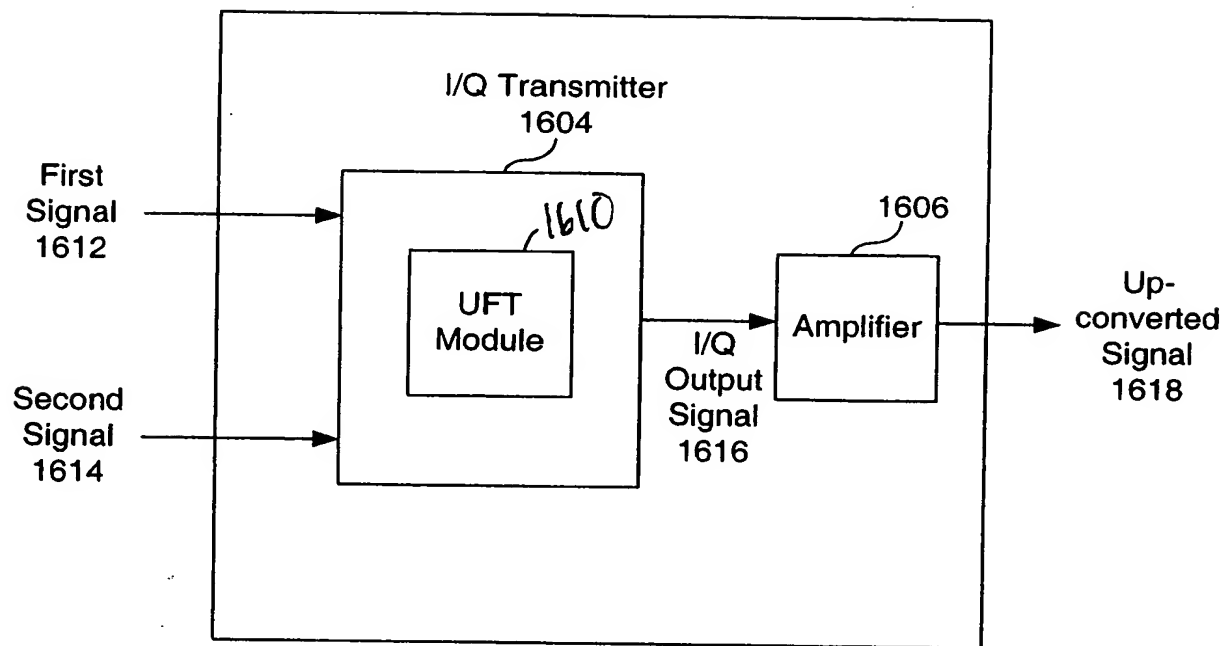 I/Q Transmitter
1604
First
Signal
1612
1610
UFT
Module
1606
Amplifier
Up-
converted
Signal
1618
I/Q
Output
Signal
1616
Second
Signal
1614